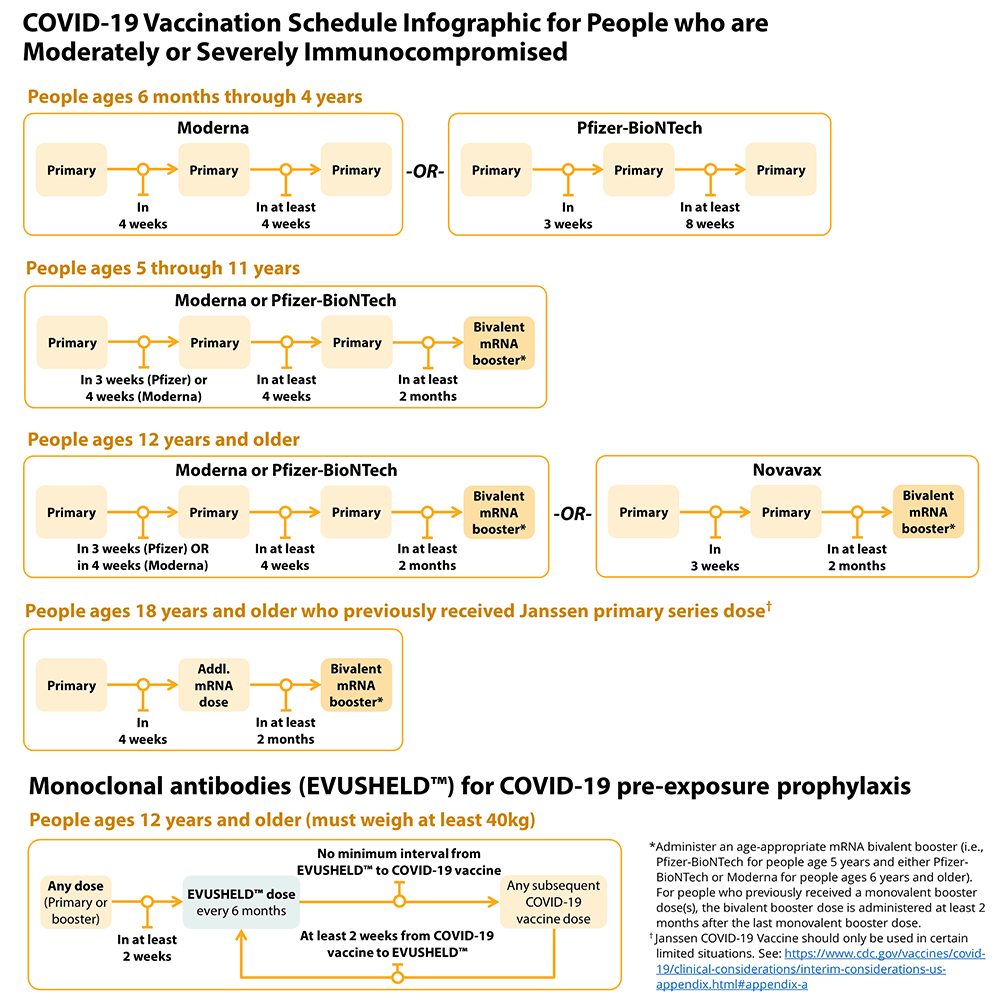 COVID-19 Vaccination Schedule Infographic for People who are
Moderately or Severely Immunocompromised
People ages 6 months through 4 years
Moderna
Primary
Primary
Primary
In
4 weeks
In at least
4 weeks
-OR-
Pfizer-BioNTech
Primary
Primary
Primary
In
3 weeks
In at least
8 weeks
People ages 5 through 11 years
Moderna or Pfizer-BioNTech
Primary
Primary
Primary
Bivalent
mRNA
booster*
In 3 weeks (Pfizer) or
4 weeks (Moderna)
In at least
4 weeks
In at least
2 months
People ages 12 years and older
Moderna or Pfizer-BioNTech
Primary
Primary
Primary
Bivalent
mRNA
booster*
In 3 weeks (Pfizer) OR
in 4 weeks (Moderna)
In at least
4 weeks
In at least
2 months
-OR-
Novavax
Primary
Primary
Bivalent
mRNA
booster*
In
3 weeks
In at least
2 months
People ages 18 years and older who previously received Janssen primary series dose†
Primary
Addl.
mRNA
dose
Bivalent
mRNA
booster*
In
4 weeks
In at least
2 months
Monoclonal antibodies (EVUSHELD™) for COVID-19 pre-exposure prophylaxis
People ages 12 years and older (must weigh at least 40kg)
Any dose
(Primary or
booster)
In at least
2 weeks
EVUSHELD™ dose
every 6 months
No minimum interval from
EVUSHELD™ to COVID-19 vaccine
Any subsequent
COVID-19
vaccine dose
At least 2 weeks from COVID-19
vaccine to EVUSHELD™
*Administer an age-appropriate mRNA bivalent booster (i.e.,
Pfizer-BioNTech for people age 5 years and either Pfizer-
BioNTech or Moderna for people ages 6 years and older).
For people who previously received a monovalent booster
dose(s), the bivalent booster dose is administered at least 2
months after the last monovalent booster dose.
† Janssen COVID-19 Vaccine should only be used in certain
limited situations. See: https://www.cdc.gov/vaccines/covid-
19/clinical-considerations/interim-considerations-us-
appendix.html#appendix-a